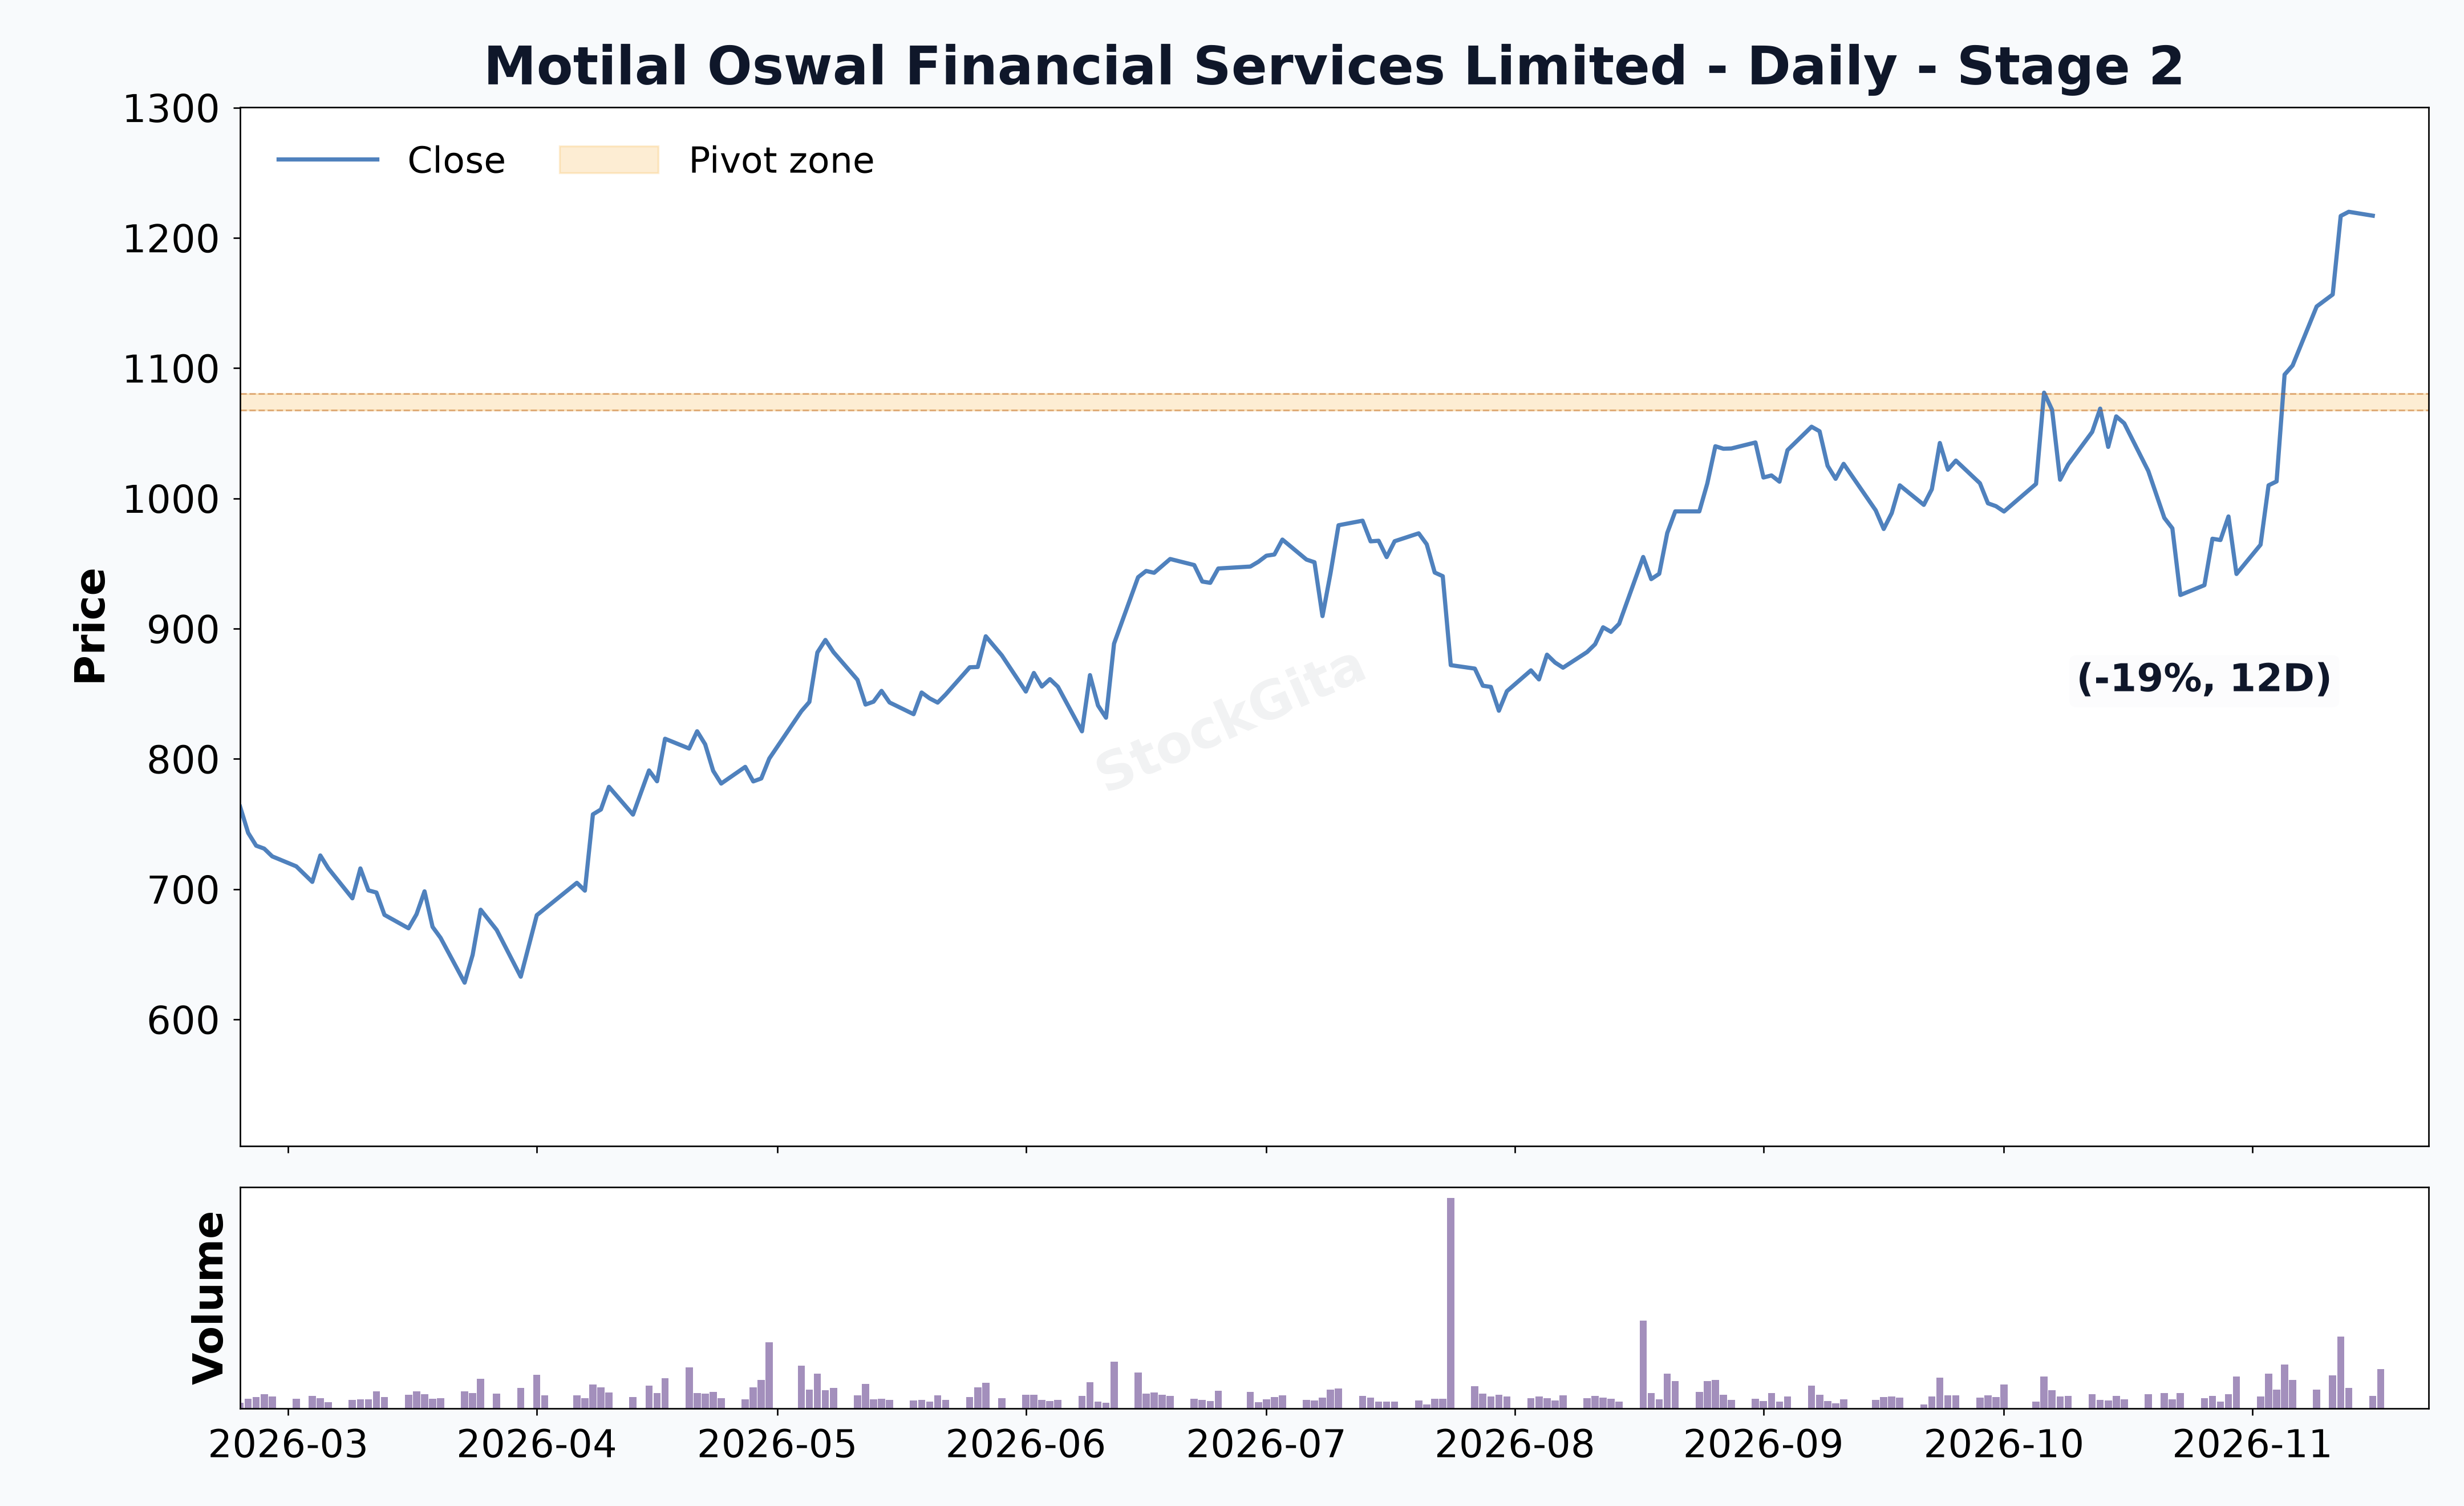 Motilal Oswal Financial Services Limited - Daily - Stage 2
1300
Close
Pivot zone
1200
1100
1000
900
800
700
600
Price
StockGita
(-19%, 12D)
Volume
2026-03
2026-04
2026-05
2026-06
2026-07
2026-08
2026-09
2026-10
2026-11